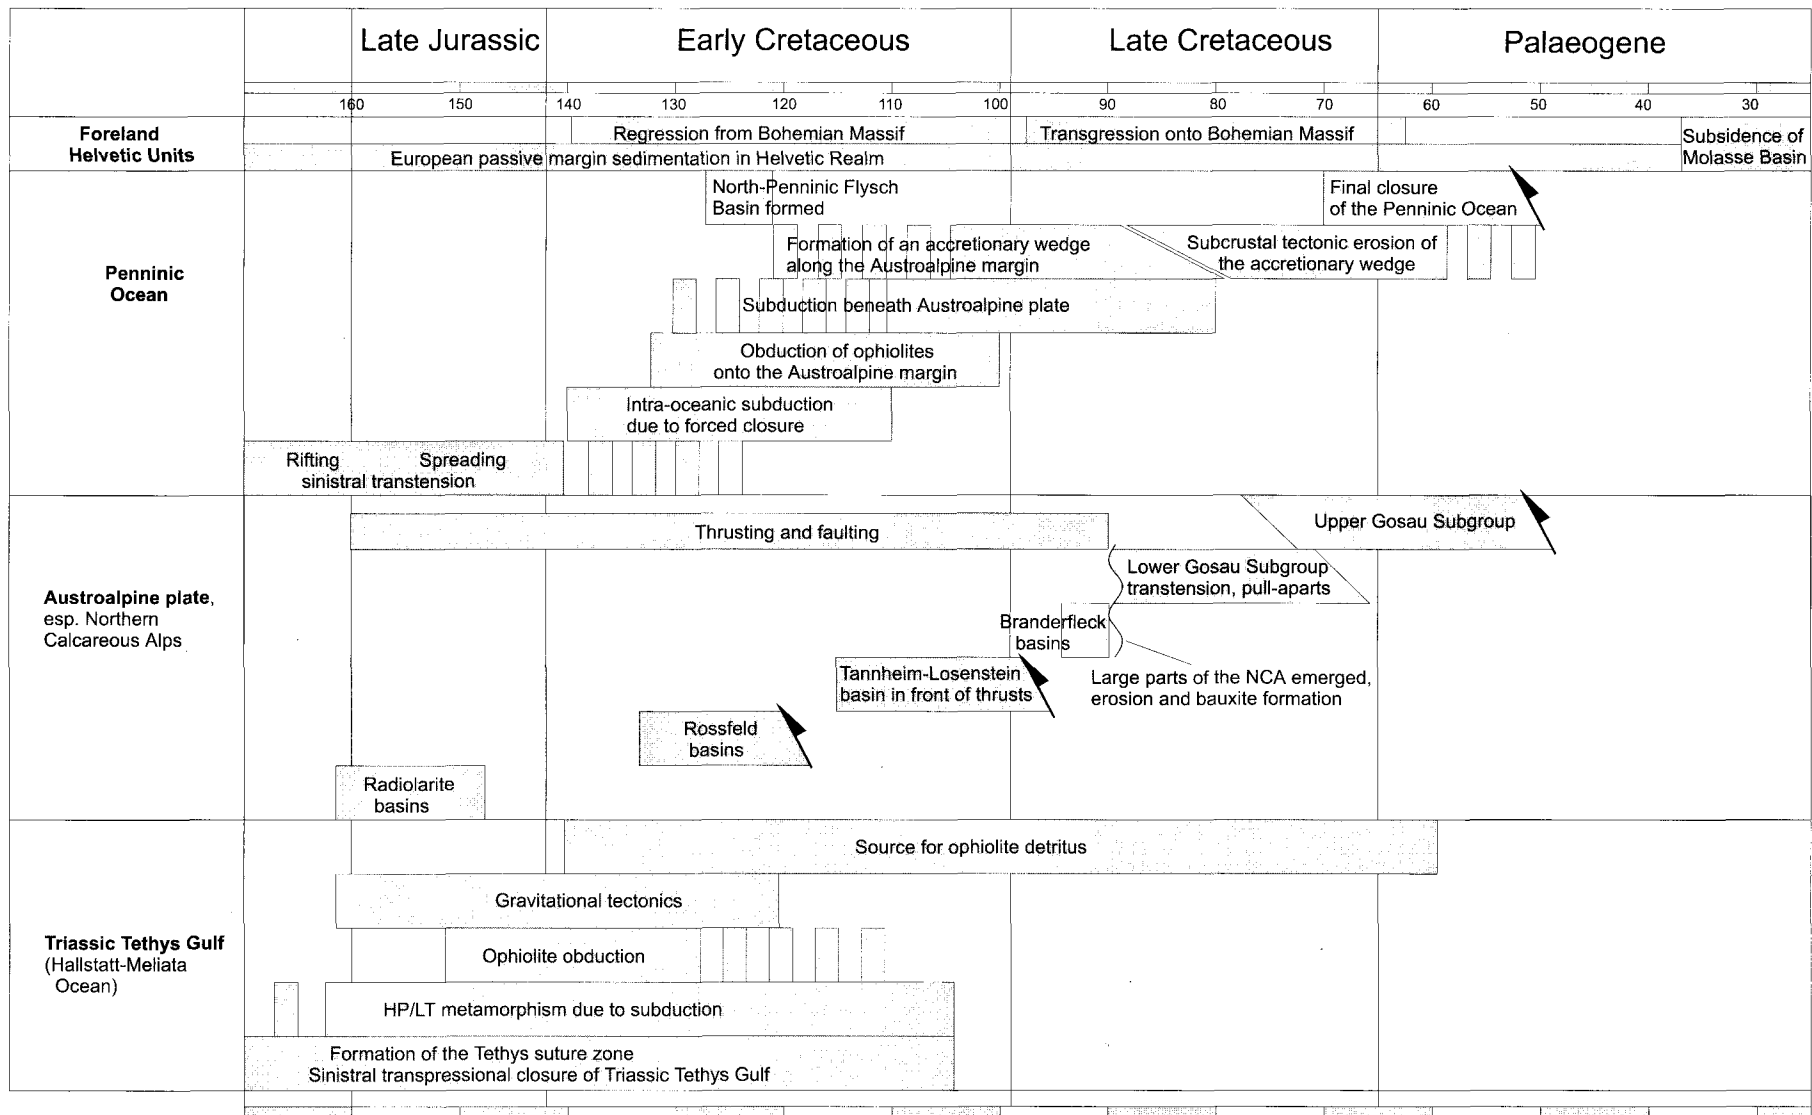 Late Jurassic
Early Cretaceous
Late Cretaceous
Palaeogene
160 150 140 130 120 110 100 90 80 70 60 50 40 30
Foreland
Helvetic Units
Regression from Bohemian Massif
Transgression onto Bohemian Massif
European passive margin sedimentation in Helvetic Realm
Subsidence of
Molasse Basin
Penninic
Ocean
North-Penninic Flysch
Basin formed
Final closure
of the Penninic Ocean
Formation of an accretionary wedge
along the Austroalpine margin
Subcrustal tectonic erosion of
the accretionary wedge
Subduction beneath Austroalpine plate
Obduction of ophiolites
onto the Austroalpine margin
Intra-oceanic subduction
due to forced closure
Rifting Spreading
sinistral transtension
Austroalpine plate,
esp. Northern
Calcareous Alps
Upper Gosau Subgroup
Thrusting and faulting
Lower Gosau Subgroup
transtension, pull-aparts
Branderfleck
basins
Large parts of the NCA emerged,
erosion and bauxite formation
Tannheim-Losenstein
basin in front of thrusts
Rossfeld
basins
Radiolarite
basins
Triassic Tethys Gulf
(Hallstatt-Meliata
Ocean)
Source for ophiolite detritus
Gravitational tectonics
Ophiolite obduction
HP/LT metamorphism due to subduction
Formation of the Tethys suture zone
Sinistral transpressional closure of Triassic Tethys Gulf